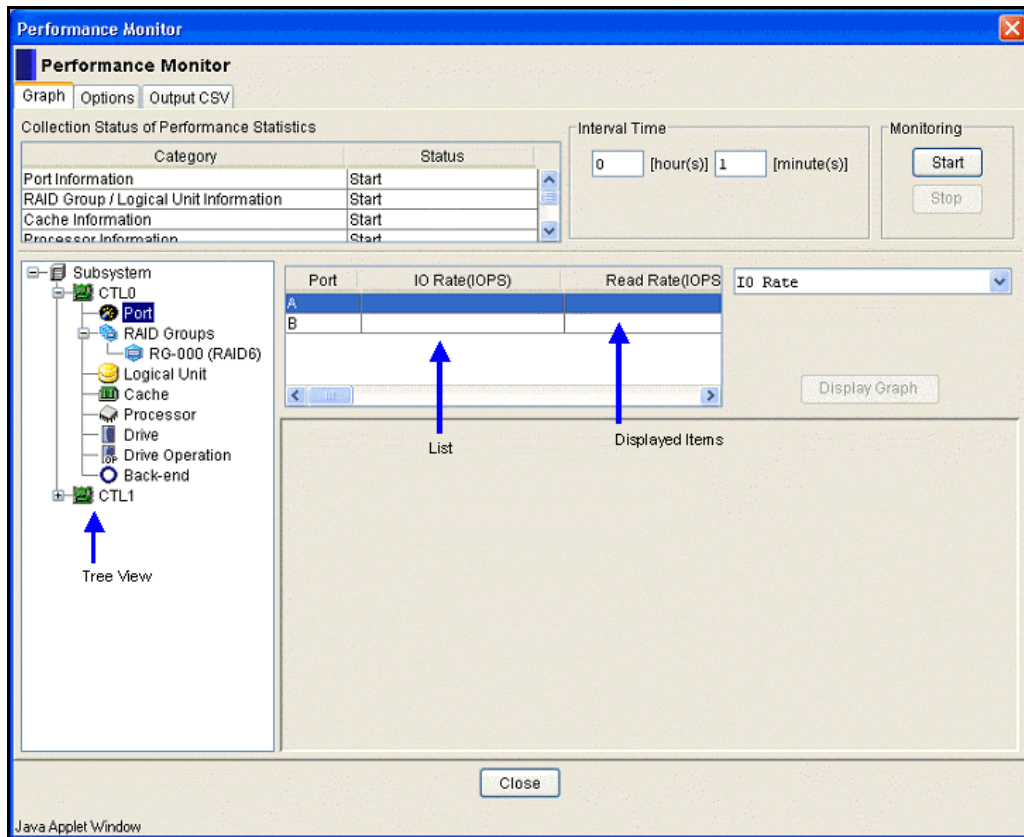 Performance Monitor
Performance Monitor
Graph Options Output CSV
Collection Status of Performance Statistics
Category Status
Port Information Start
RAID Group / Logical Unit Information Start
Cache Information Start
Processor Information Start
Interval Time
0 [hour(s)] 1 [minute(s)]
Monitoring
Start
Stop
Subsystem
CTL0
Port
RAID Groups
RG-000 (RAID6)
Logical Unit
Cache
Processor
Drive
Drive Operation
Back-end
CTL1
Tree View
Port IO Rate(IOPS) Read Rate(IOPS
A
B
List
Displayed Items
IO Rate
Display Graph
Close
Java Applet Window